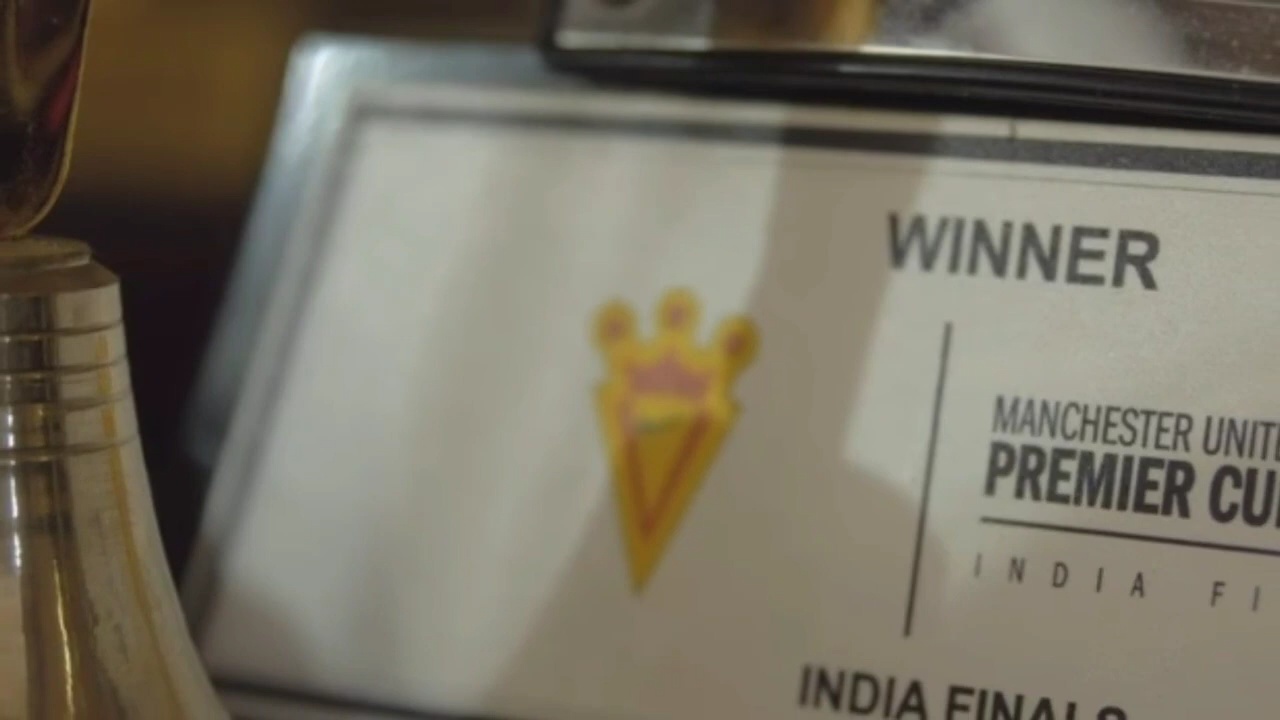 WINNER
MANCHESTER UNITE
PREMIER CU
INDIA FI
INDIA FINALS